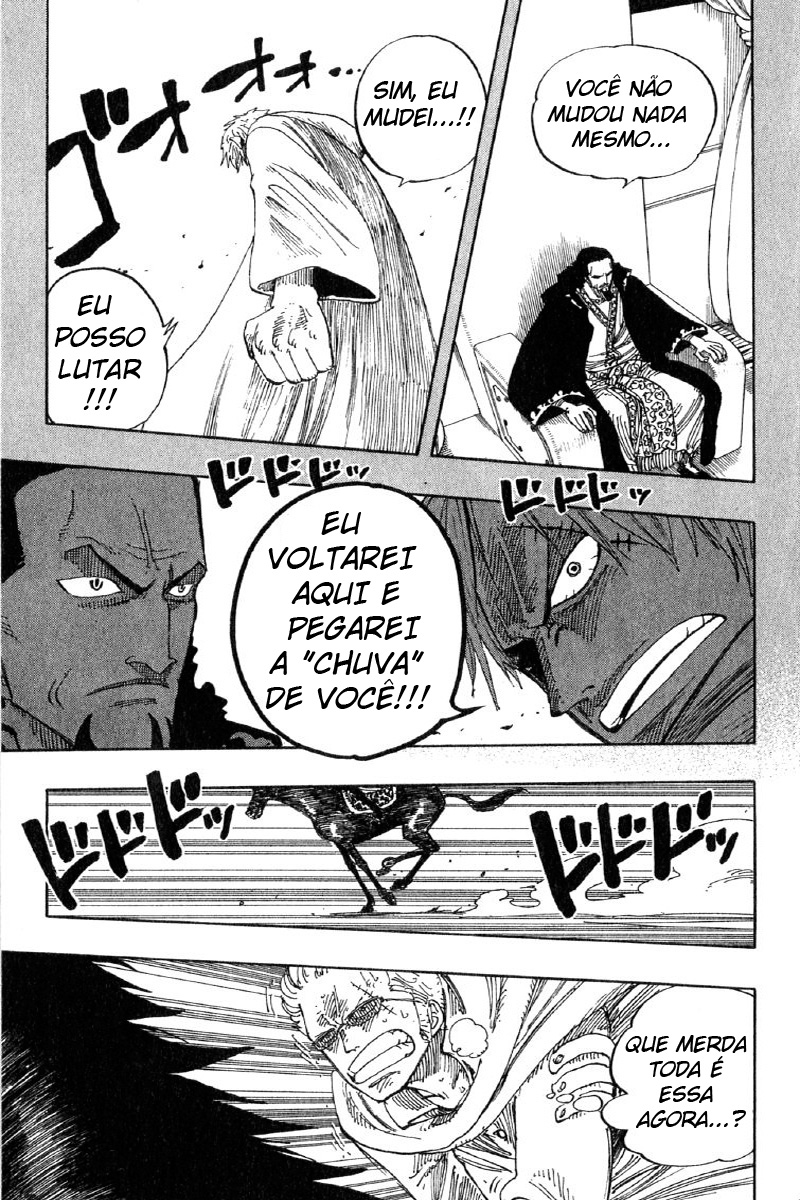 VOCÊ NÃO
MUDOU NADA
MESMO...
SIM, EU
MUDEI...!!
ゴオオォ...
EU
POSSO
LUTAR
!!!
ドドドッ
ドドドッ
EU
VOLTAREI
AQUI E
PEGAREI
A "CHUVA"
DE VOCÊ!!!
ドドドッ
ドドドッ
QUE MERDA
TODA É
ESSA
AGORA...?